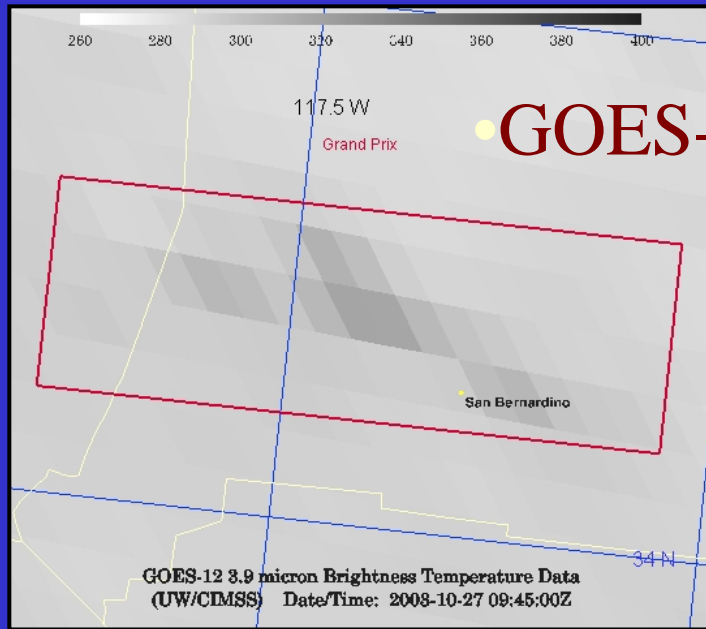 260 280 300 320 340 360 380 400
117.5 W
GOES-
Grand Prix
San Bernardino
34 N
GOES-12 3.9 micron Brightness Temperature Data
(UW/CIMSS) Date/Time: 2003-10-27 09:45:00Z